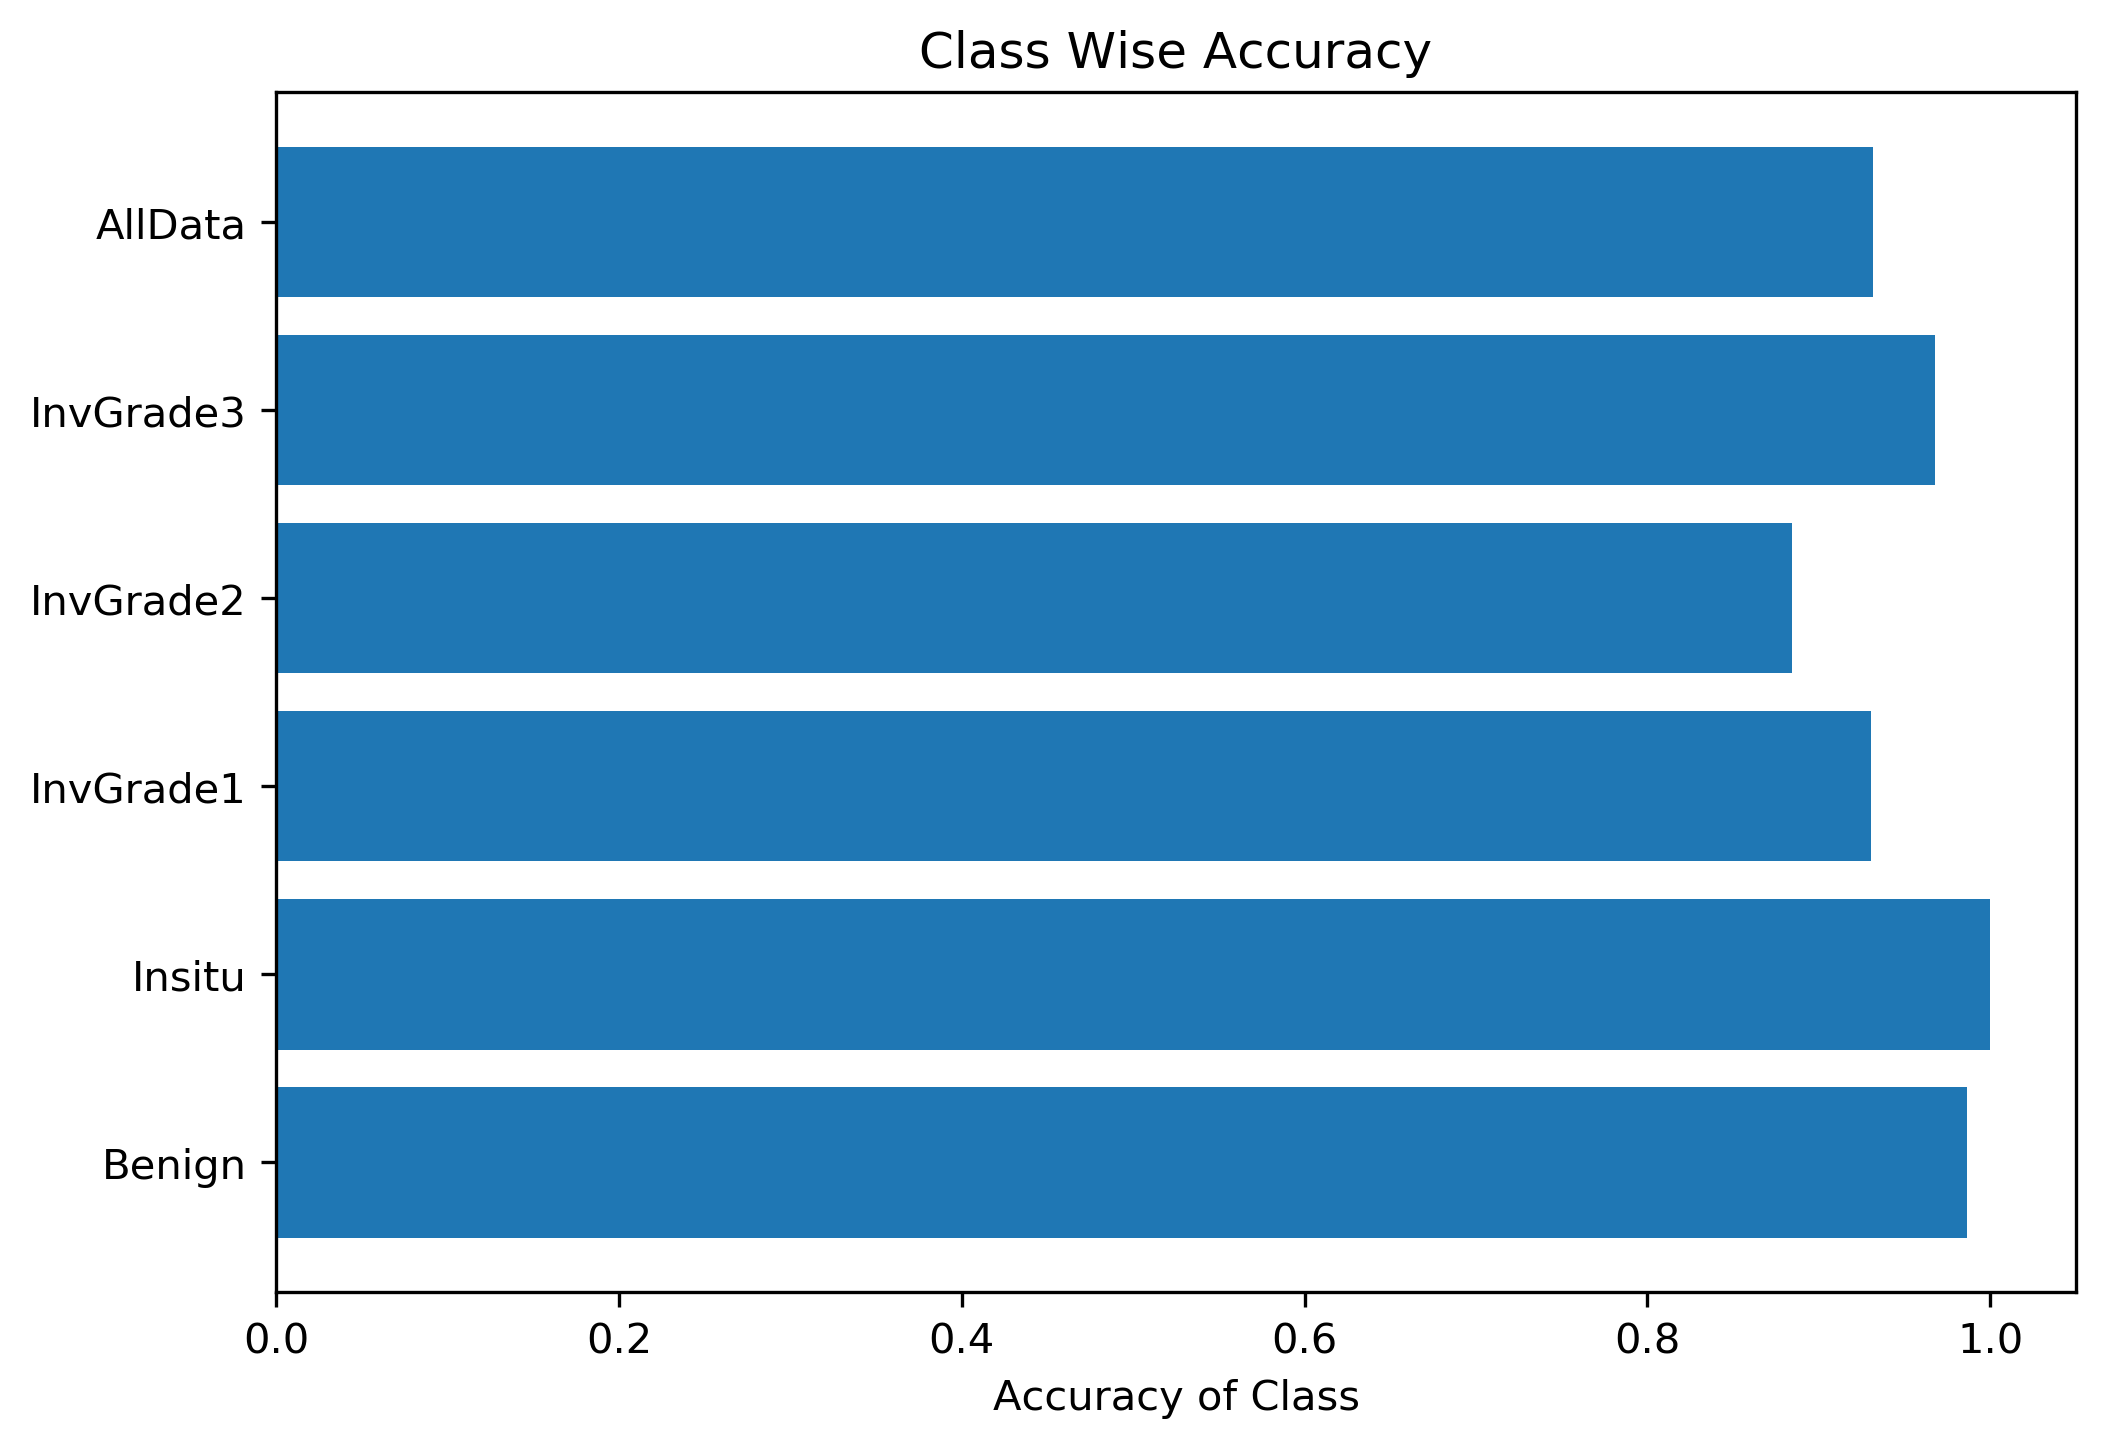 Class Wise Accuracy
AllData
InvGrade3
InvGrade2
InvGrade1
Insitu
Benign
0.0 0.2 0.4 0.6 0.8 1.0
Accuracy of Class